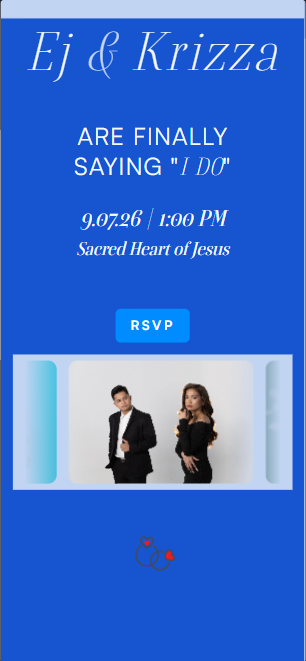 Ej & Krizza
ARE FINALLY
SAYING "I DO"
9.07.26 | 1:00 PM
Sacred Heart of Jesus
RSVP